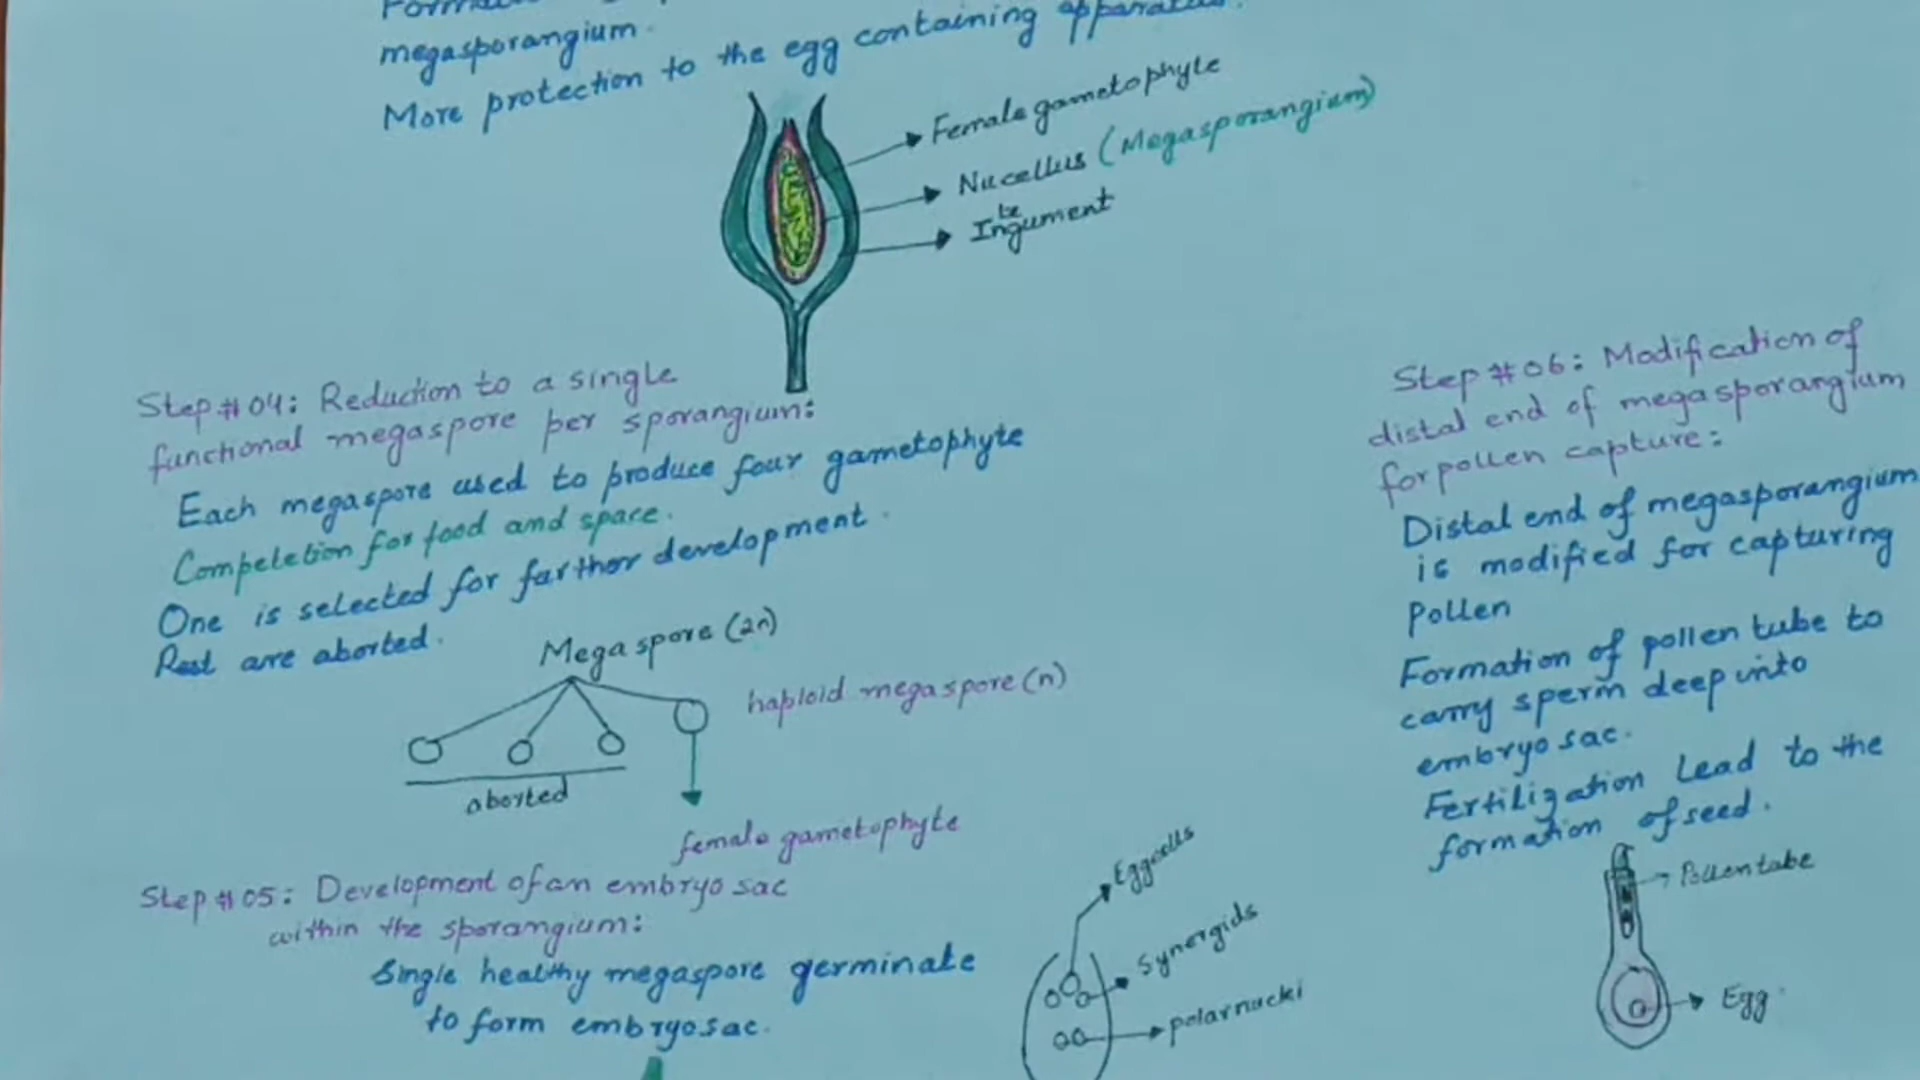 megasporangium.
More protection to the egg containing apparatus.
Female gametophyte
Nucellus (Megasporangium)
Integument
Step # 04: Reduction to a single
functional megaspore per sporangium:
Each megaspore used to produce four gametophyte
Competetion for food and space.
One is selected for farther development.
Rest are aborted.
Megaspore (2n)
haploid megaspore (n)
aborted
female gametophyte
Step # 05: Development of an embryo sac
within the sporangium:
Single healthy megaspore germinate
to form embryosac.
Eggcells
Synergids
polarnucki
Step # 06: Modification of
distal end of megasporangium
for pollen capture:
Distal end of megasporangium
is modified for capturing
pollen
Formation of pollen tube to
carry sperm deep into
embryo sac.
Fertilization Lead to the
formation of seed.
Pollentube
Egg